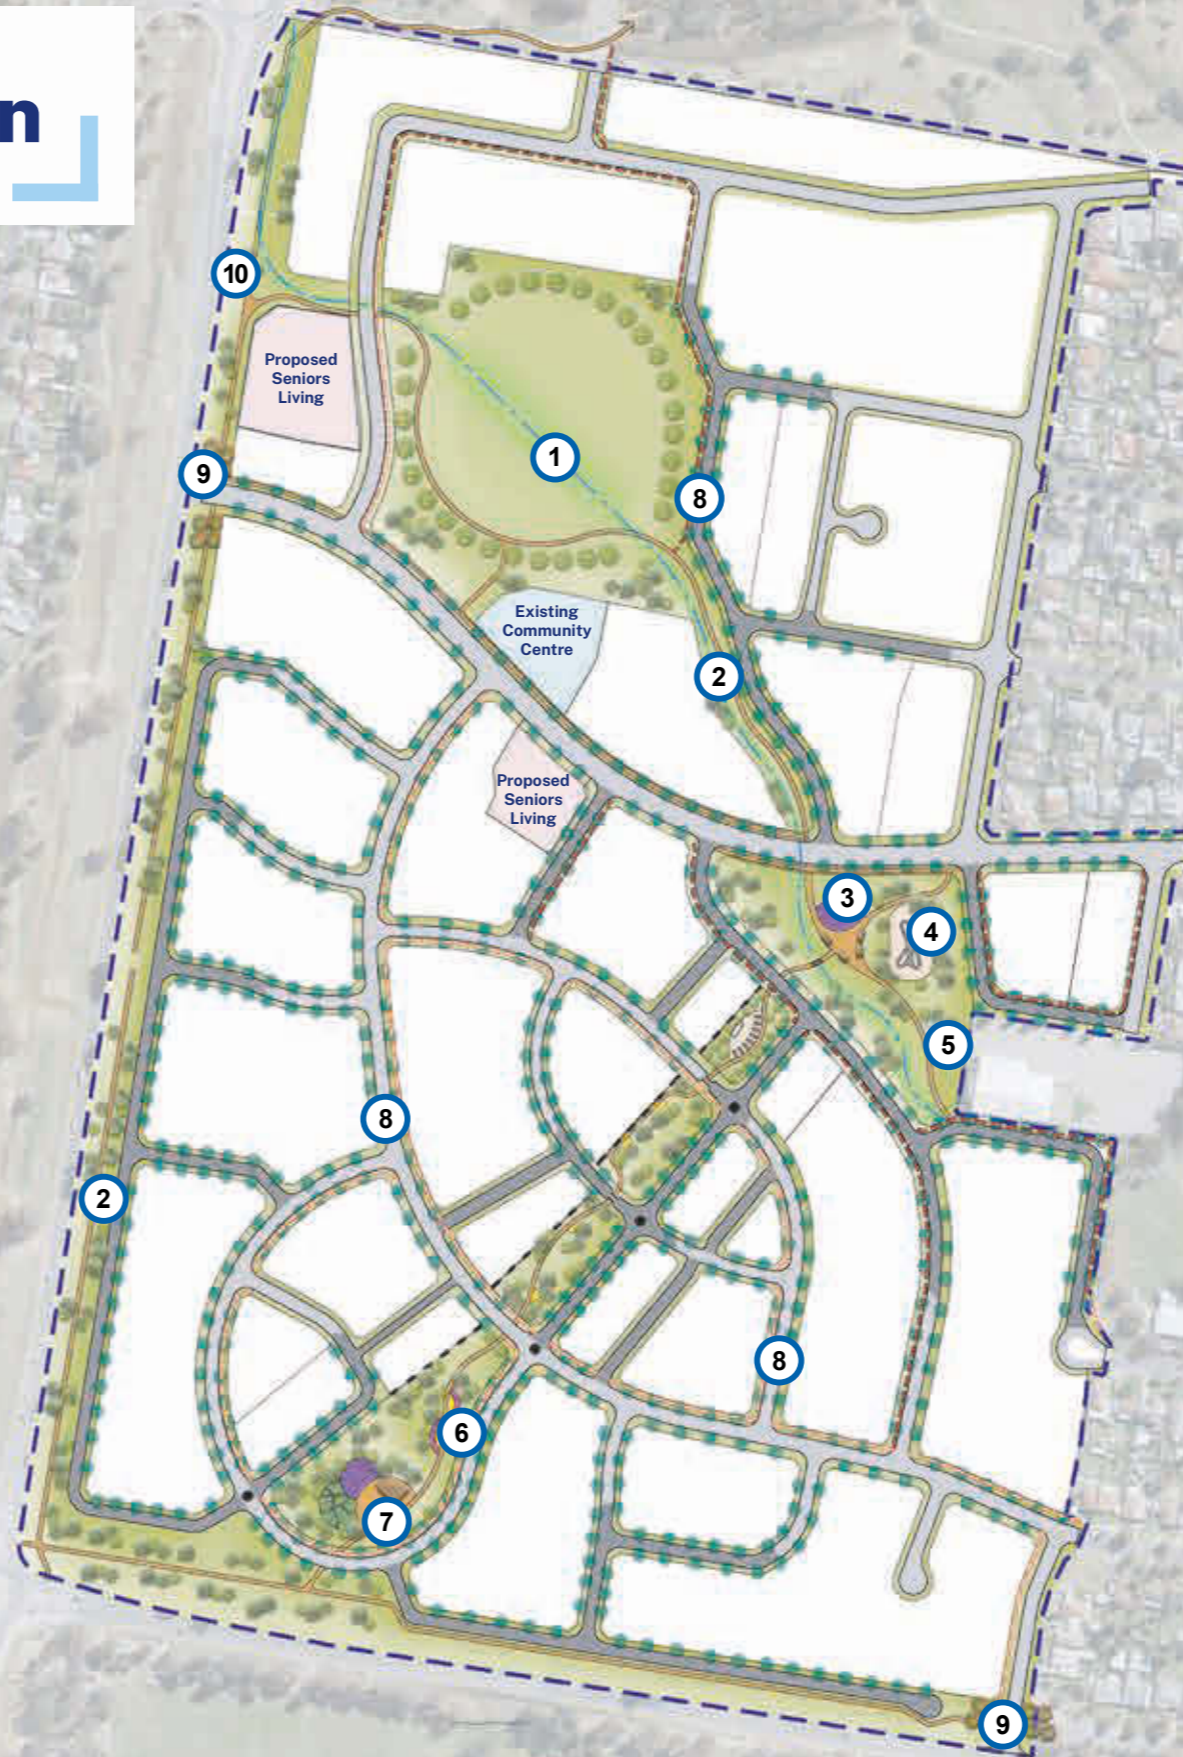 n
10
Proposed
Seniors
Living
9
1
8
Existing
Community
Centre
2
Proposed
Seniors
Living
3
4
5
8
2
8
6
7
9